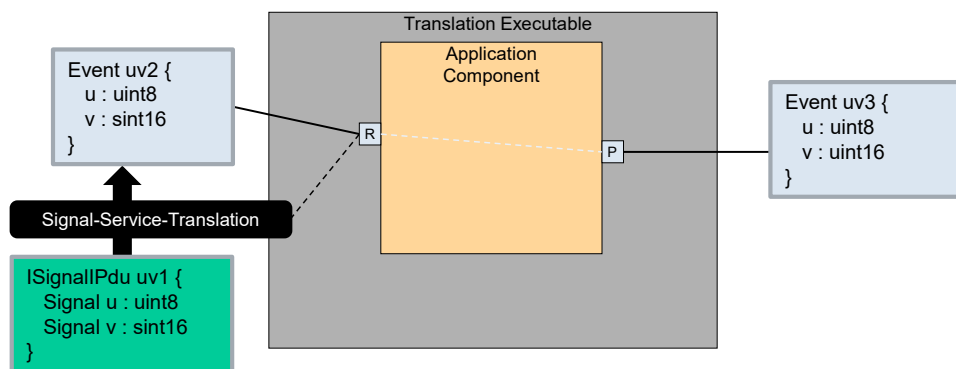 Translation Executable
Application
Component
Event uv2 {
u : uint8
v : sint16
}
R
P
Event uv3 {
u : uint8
v : uint16
}
Signal-Service-Translation
ISignalIPdu uv1 {
Signal u : uint8
Signal v : sint16
}